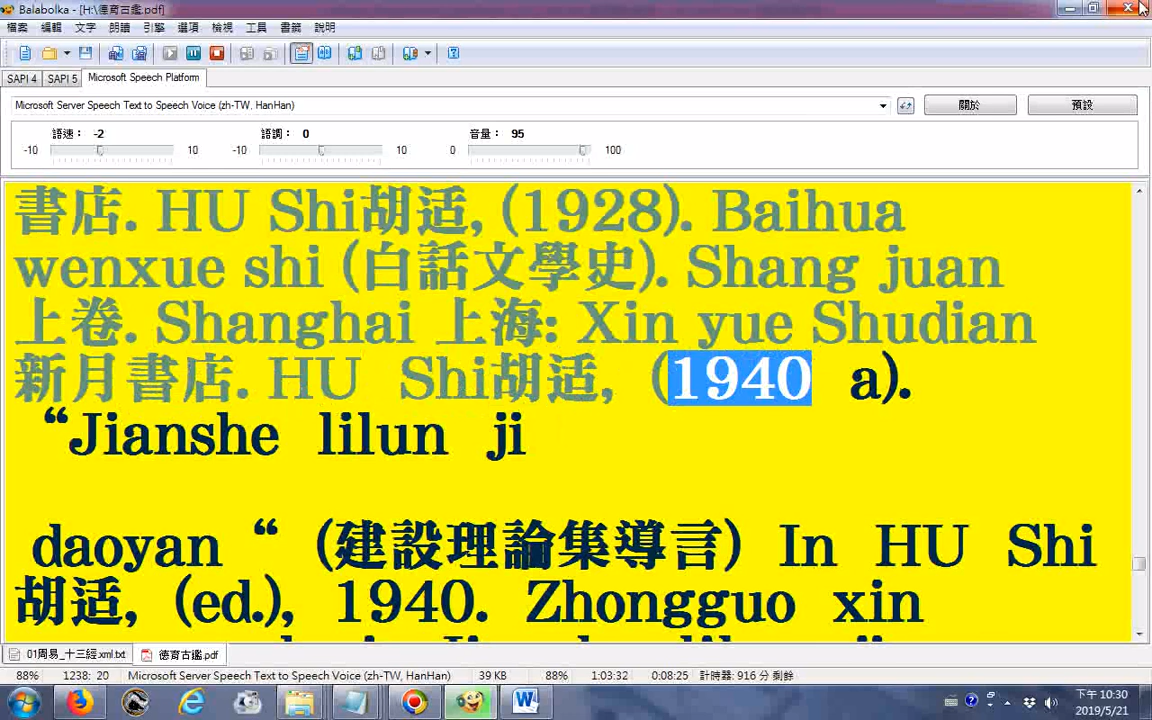 Balabolka - [H:\德育古鑑.pdf]
檔案 編輯 文字 朗讀 引擎 選項 檢視 工具 書籤 說明
SAPI 4 SAPI 5 Microsoft Speech Platform
Microsoft Server Speech Text to Speech Voice (zh-TW, HanHan) 關於 預設
語速： -2 語調： 0 音量： 95
-10 10 -10 10 0 100
書店. HU Shi胡适, (1928). Baihua
wenxue shi (白話文學史). Shang juan
上卷. Shanghai 上海: Xin yue Shudian
新月書店. HU Shi胡适, (1940 a).
“Jianshe lilun ji
daoyan “ (建設理論集導言) In HU Shi
胡适, (ed.), 1940. Zhongguo xin
01周易_十三經.xml.txt 德育古鑑.pdf
88% 1238: 20 Microsoft Server Speech Text to Speech Voice (zh-TW, HanHan) 39 KB 88% 1:03:32 0:08:25 計時器: 916 分 剩餘
下午 10:30
2019/5/21